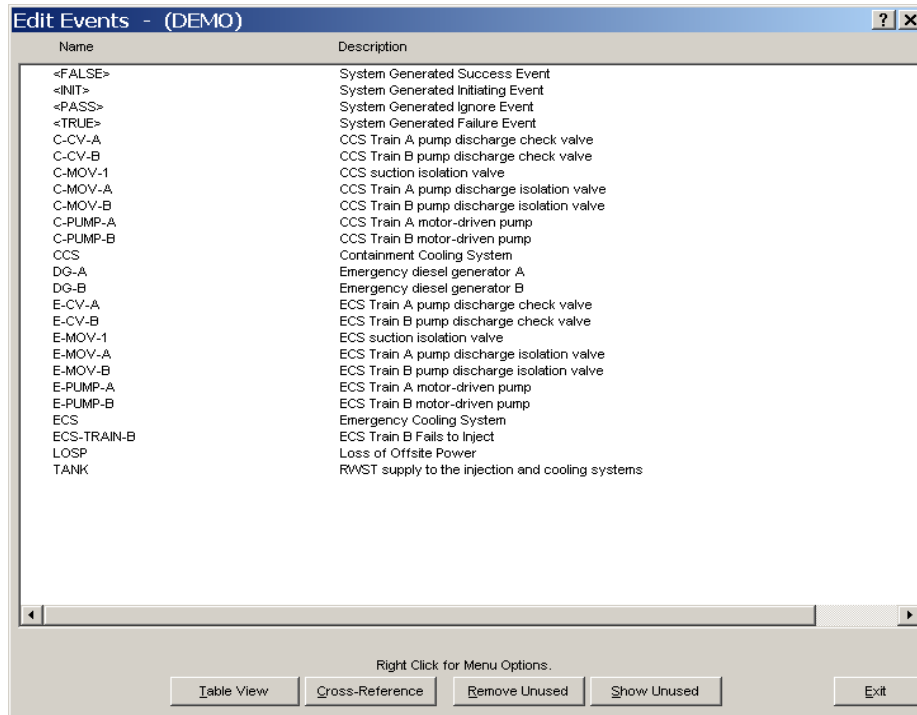 Edit Events - (DEMO) ? X
Name Description
<FALSE> System Generated Success Event
<INIT> System Generated Initiating Event
<PASS> System Generated Ignore Event
<TRUE> System Generated Failure Event
C-CV-A CCS Train A pump discharge check valve
C-CV-B CCS Train B pump discharge check valve
C-MOV-1 CCS suction isolation valve
C-MOV-A CCS Train A pump discharge isolation valve
C-MOV-B CCS Train B pump discharge isolation valve
C-PUMP-A CCS Train A motor-driven pump
C-PUMP-B CCS Train B motor-driven pump
CCS Containment Cooling System
DG-A Emergency diesel generator A
DG-B Emergency diesel generator B
E-CV-A ECS Train A pump discharge check valve
E-CV-B ECS Train B pump discharge check valve
E-MOV-1 ECS suction isolation valve
E-MOV-A ECS Train A pump discharge isolation valve
E-MOV-B ECS Train B pump discharge isolation valve
E-PUMP-A ECS Train A motor-driven pump
E-PUMP-B ECS Train B motor-driven pump
ECS Emergency Cooling System
ECS-TRAIN-B ECS Train B Fails to Inject
LOSP Loss of Offsite Power
TANK RWST supply to the injection and cooling systems
Right Click for Menu Options.
Table View Cross-Reference Remove Unused Show Unused Exit